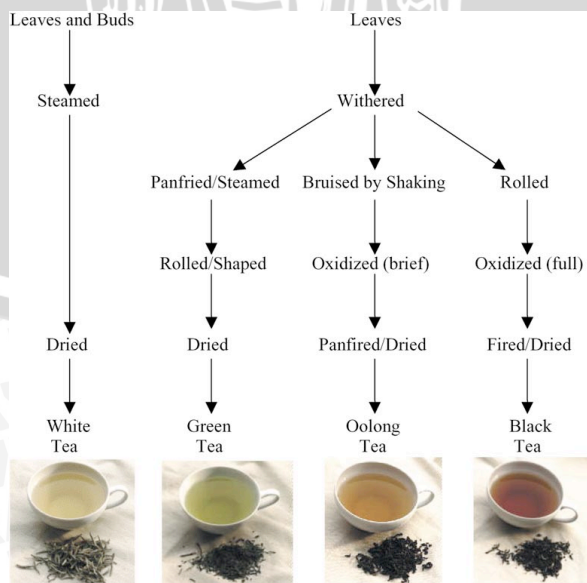 Leaves and Buds
Leaves
Steamed
Withered
Panfried/Steamed
Bruised by Shaking
Rolled
Rolled/Shaped
Oxidized (brief)
Oxidized (full)
Dried
Dried
Panfired/Dried
Fired/Dried
White
Tea
Green
Tea
Oolong
Tea
Black
Tea